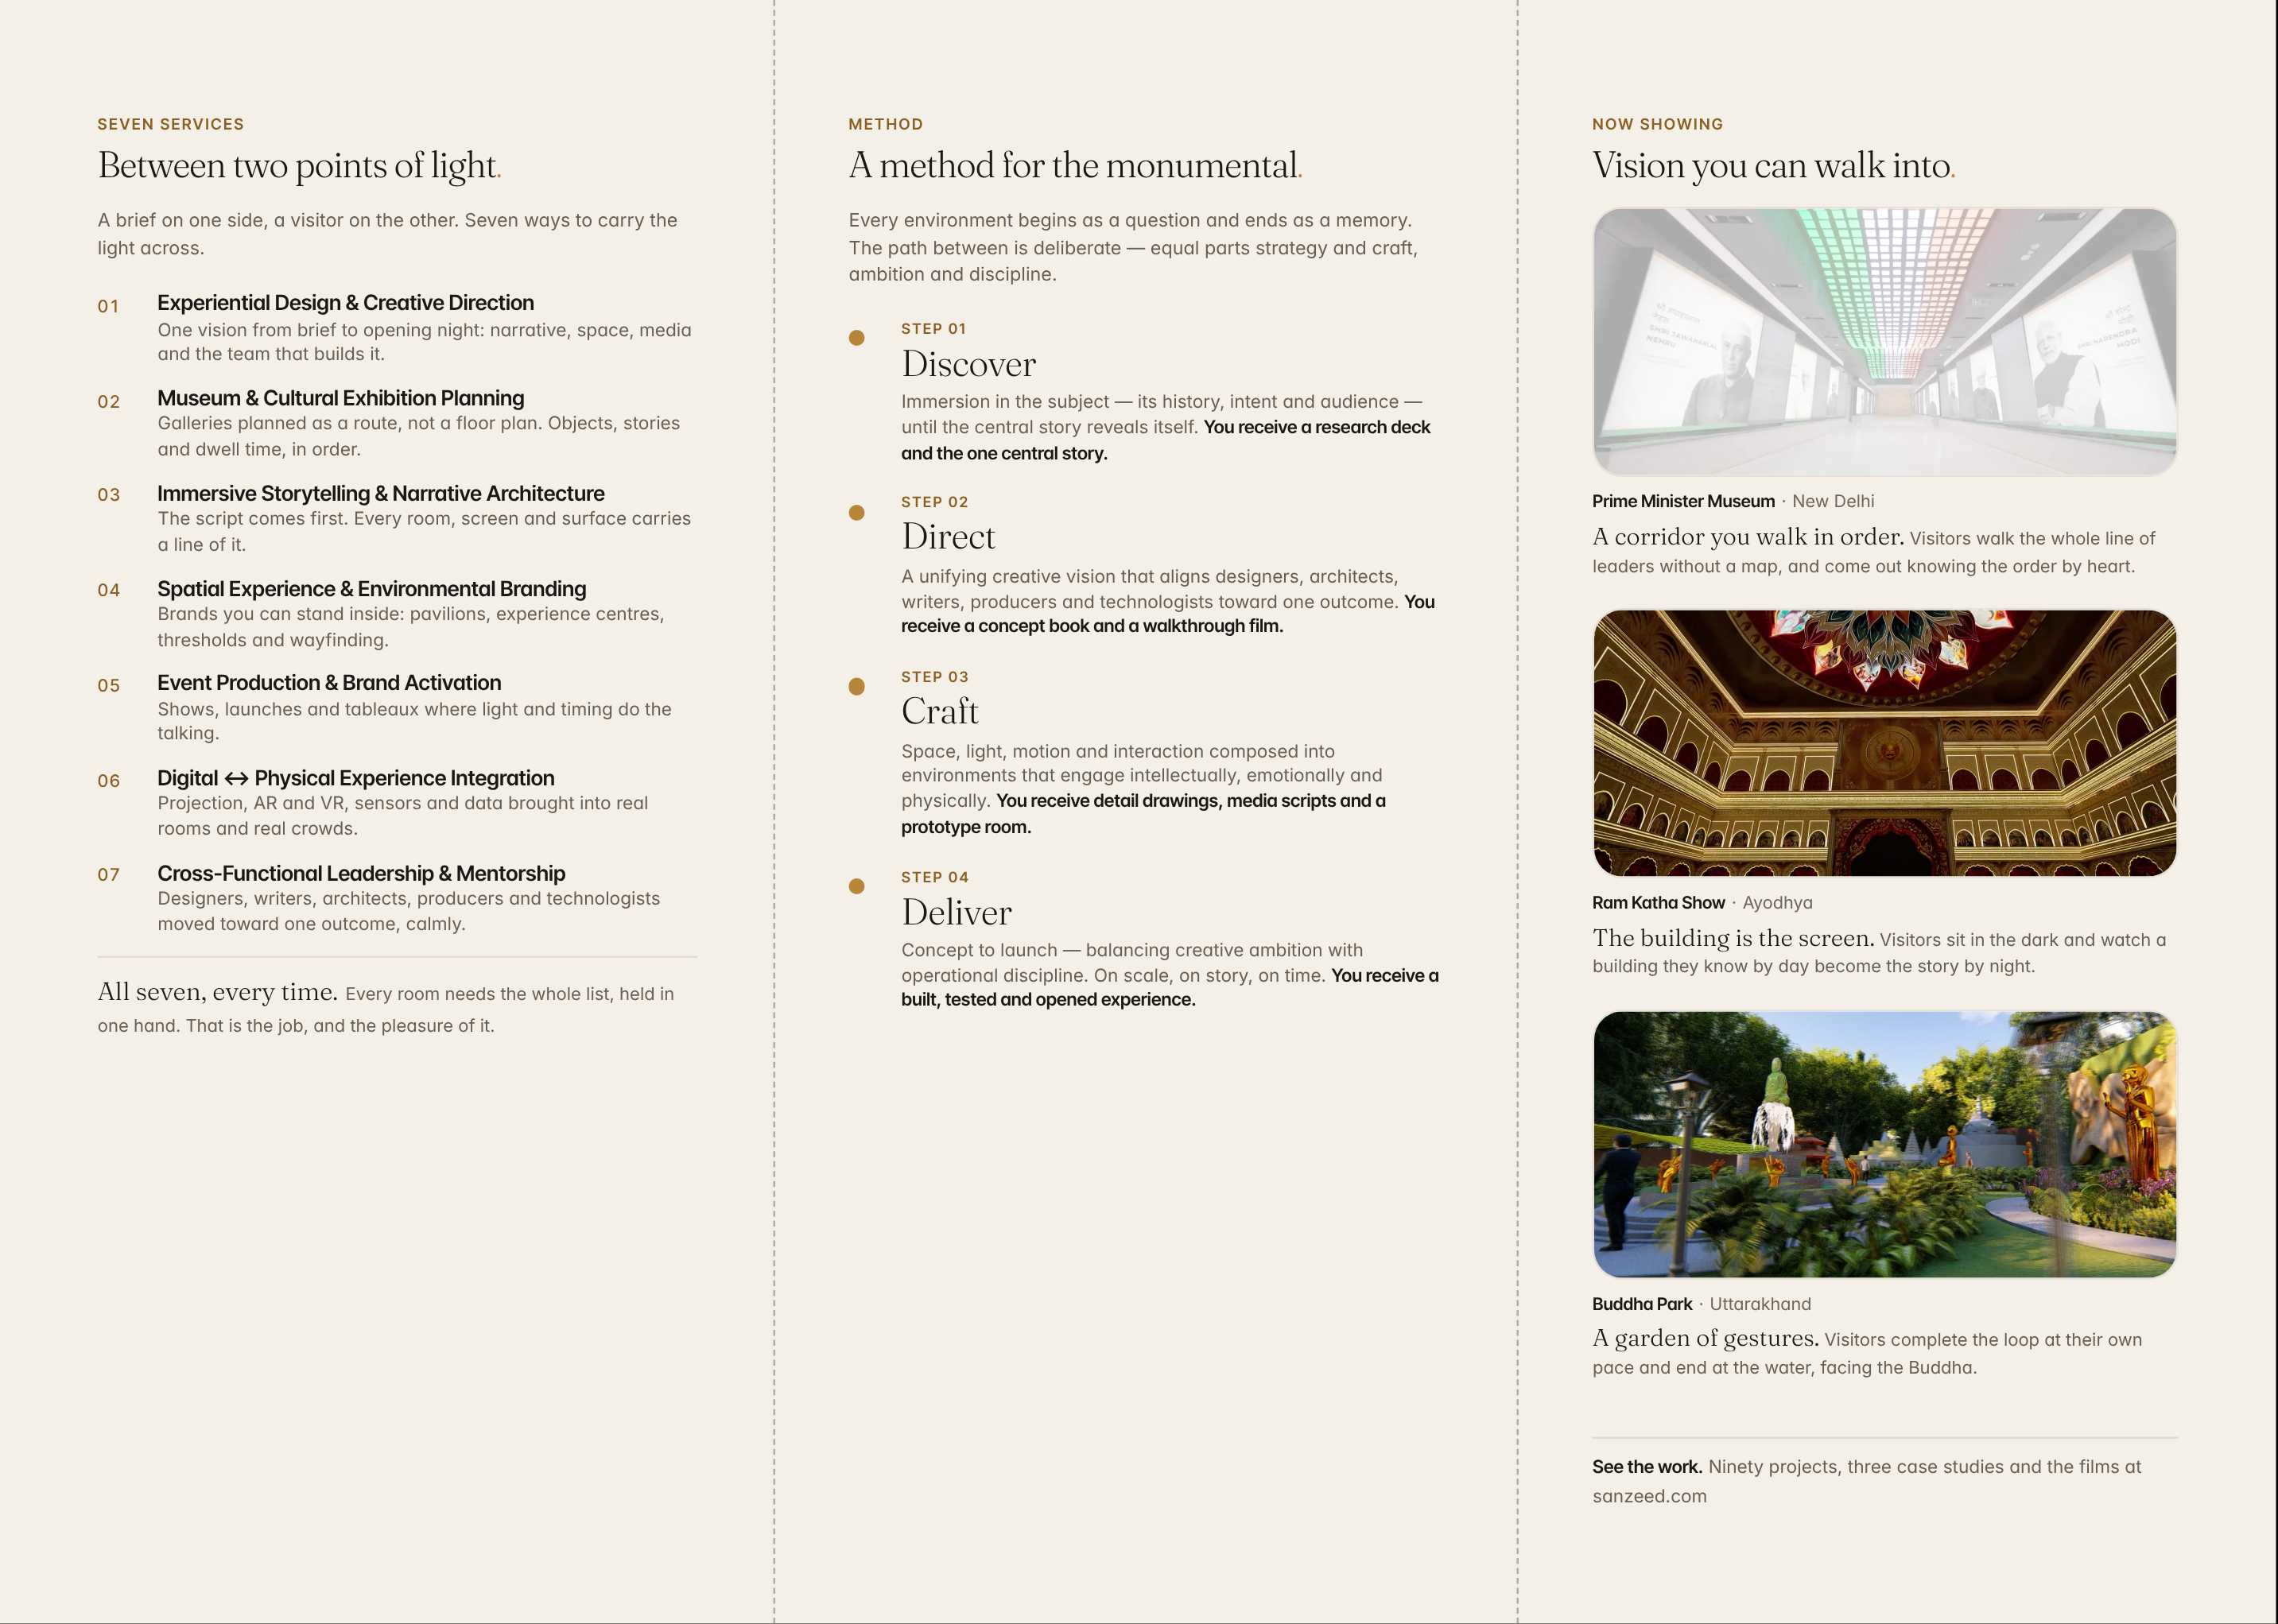 SEVEN SERVICES
Between two points of light.
A brief on one side, a visitor on the other. Seven ways to carry the
light across.
01 Experiential Design & Creative Direction
One vision from brief to opening night: narrative, space, media
and the team that builds it.
02 Museum & Cultural Exhibition Planning
Galleries planned as a route, not a floor plan. Objects, stories
and dwell time, in order.
03 Immersive Storytelling & Narrative Architecture
The script comes first. Every room, screen and surface carries
a line of it.
04 Spatial Experience & Environmental Branding
Brands you can stand inside: pavilions, experience centres,
thresholds and wayfinding.
05 Event Production & Brand Activation
Shows, launches and tableaux where light and timing do the
talking.
06 Digital ↔ Physical Experience Integration
Projection, AR and VR, sensors and data brought into real
rooms and real crowds.
07 Cross-Functional Leadership & Mentorship
Designers, writers, architects, producers and technologists
moved toward one outcome, calmly.
All seven, every time. Every room needs the whole list, held in
one hand. That is the job, and the pleasure of it.
METHOD
A method for the monumental.
Every environment begins as a question and ends as a memory.
The path between is deliberate — equal parts strategy and craft,
ambition and discipline.
STEP 01
Discover
Immersion in the subject — its history, intent and audience —
until the central story reveals itself. You receive a research deck
and the one central story.
STEP 02
Direct
A unifying creative vision that aligns designers, architects,
writers, producers and technologists toward one outcome. You
receive a concept book and a walkthrough film.
STEP 03
Craft
Space, light, motion and interaction composed into
environments that engage intellectually, emotionally and
physically. You receive detail drawings, media scripts and a
prototype room.
STEP 04
Deliver
Concept to launch — balancing creative ambition with
operational discipline. On scale, on story, on time. You receive a
built, tested and opened experience.
NOW SHOWING
Vision you can walk into.
SHRI JAWAHARLAL
NEHRU
SHRI NARENDRA
MODI
Prime Minister Museum · New Delhi
A corridor you walk in order. Visitors walk the whole line of
leaders without a map, and come out knowing the order by heart.
Ram Katha Show · Ayodhya
The building is the screen. Visitors sit in the dark and watch a
building they know by day become the story by night.
Buddha Park · Uttarakhand
A garden of gestures. Visitors complete the loop at their own
pace and end at the water, facing the Buddha.
See the work. Ninety projects, three case studies and the films at
sanzeed.com